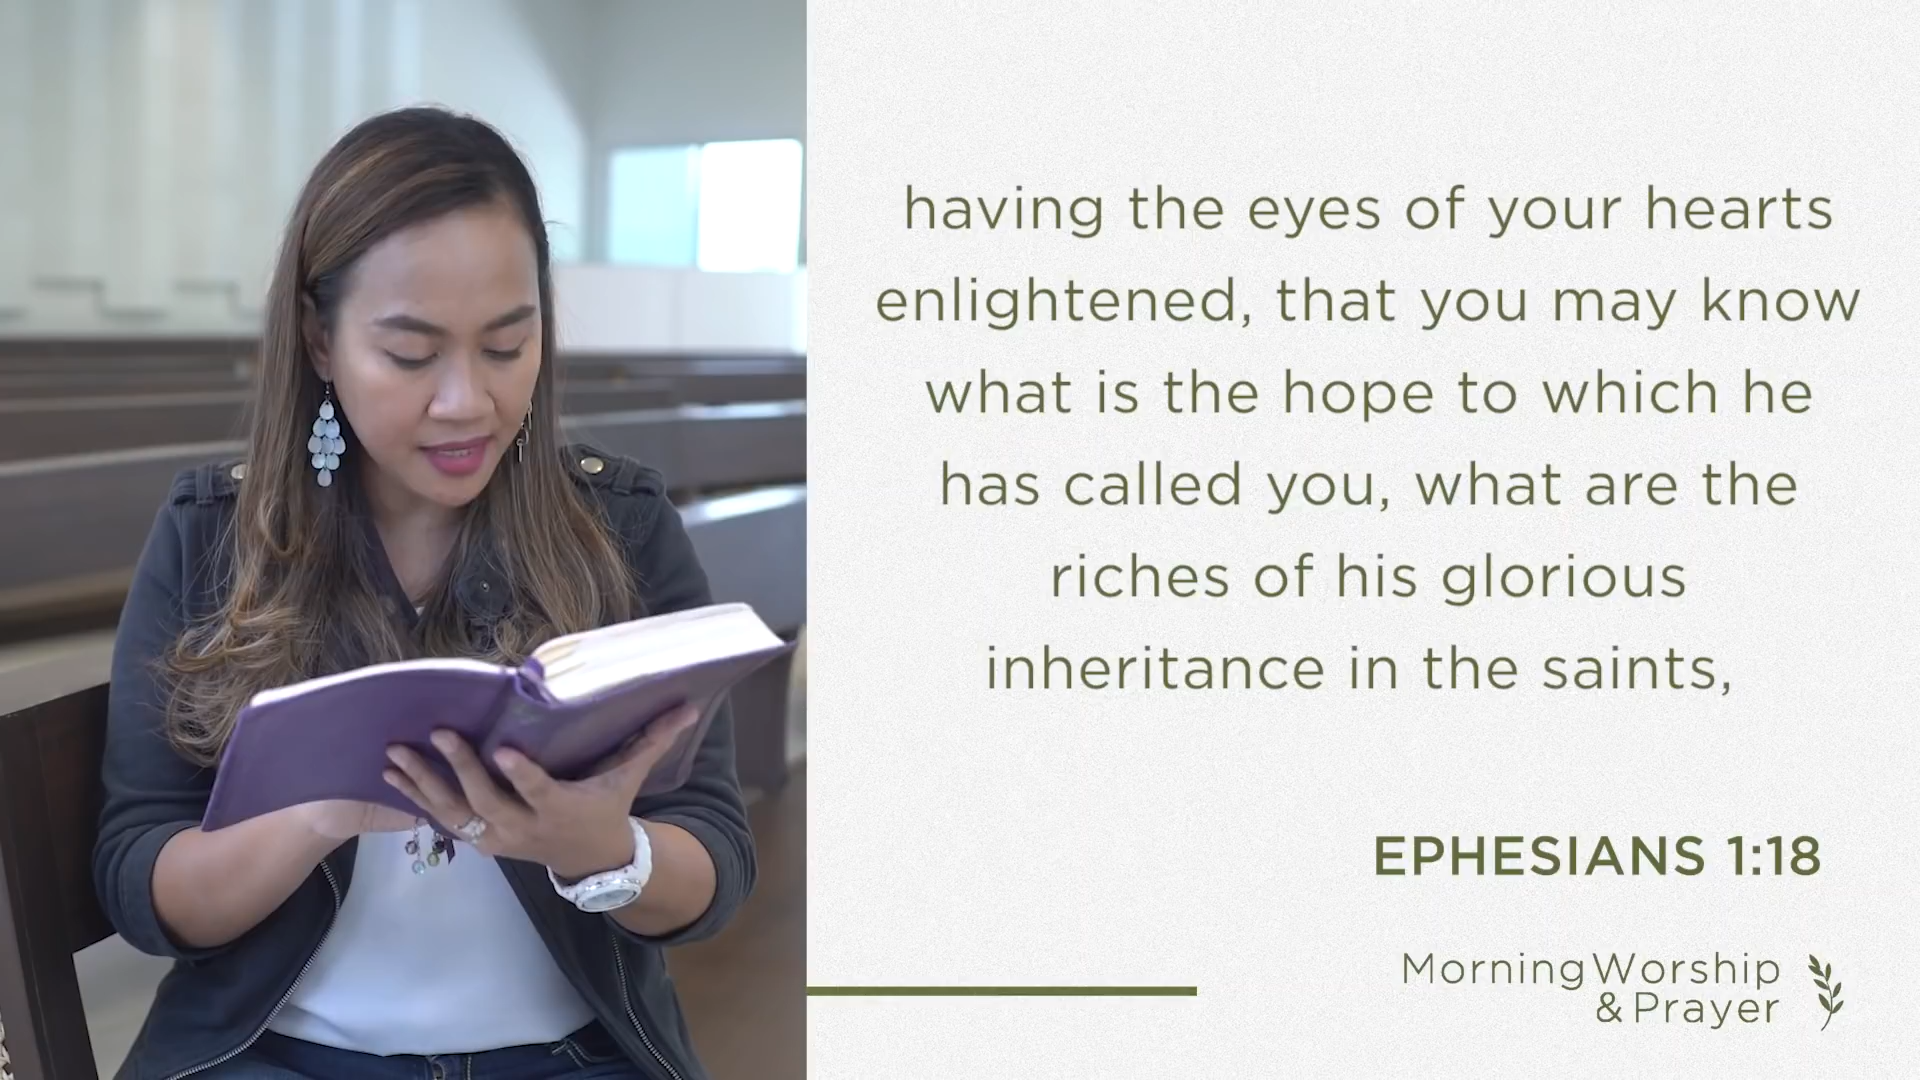 having the eyes of your hearts
enlightened, that you may know
what is the hope to which he
has called you, what are the
riches of his glorious
inheritance in the saints,
EPHESIANS 1:18
Morning Worship
& Prayer